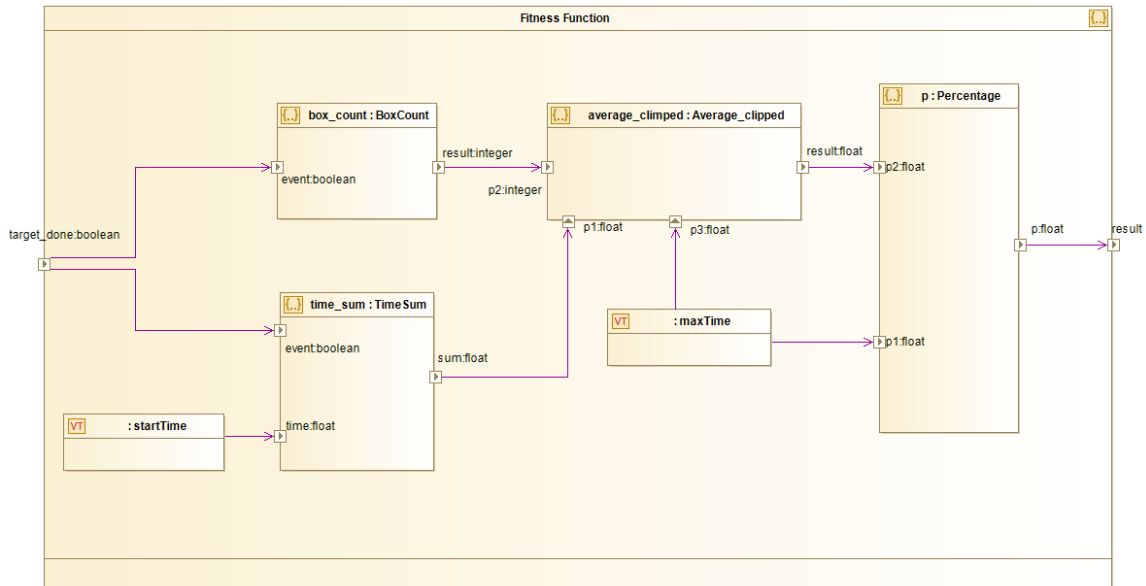 Fitness Function
{..}
{..} box_count : BoxCount
event:boolean
result:integer
{..} average_climped : Average_clipped
p2:integer
p1:float
p3:float
result:float
{..} p : Percentage
p2:float
p1:float
p:float
result
target_done:boolean
{..} time_sum : TimeSum
event:boolean
time:float
sum:float
VT : maxTime
VT : startTime